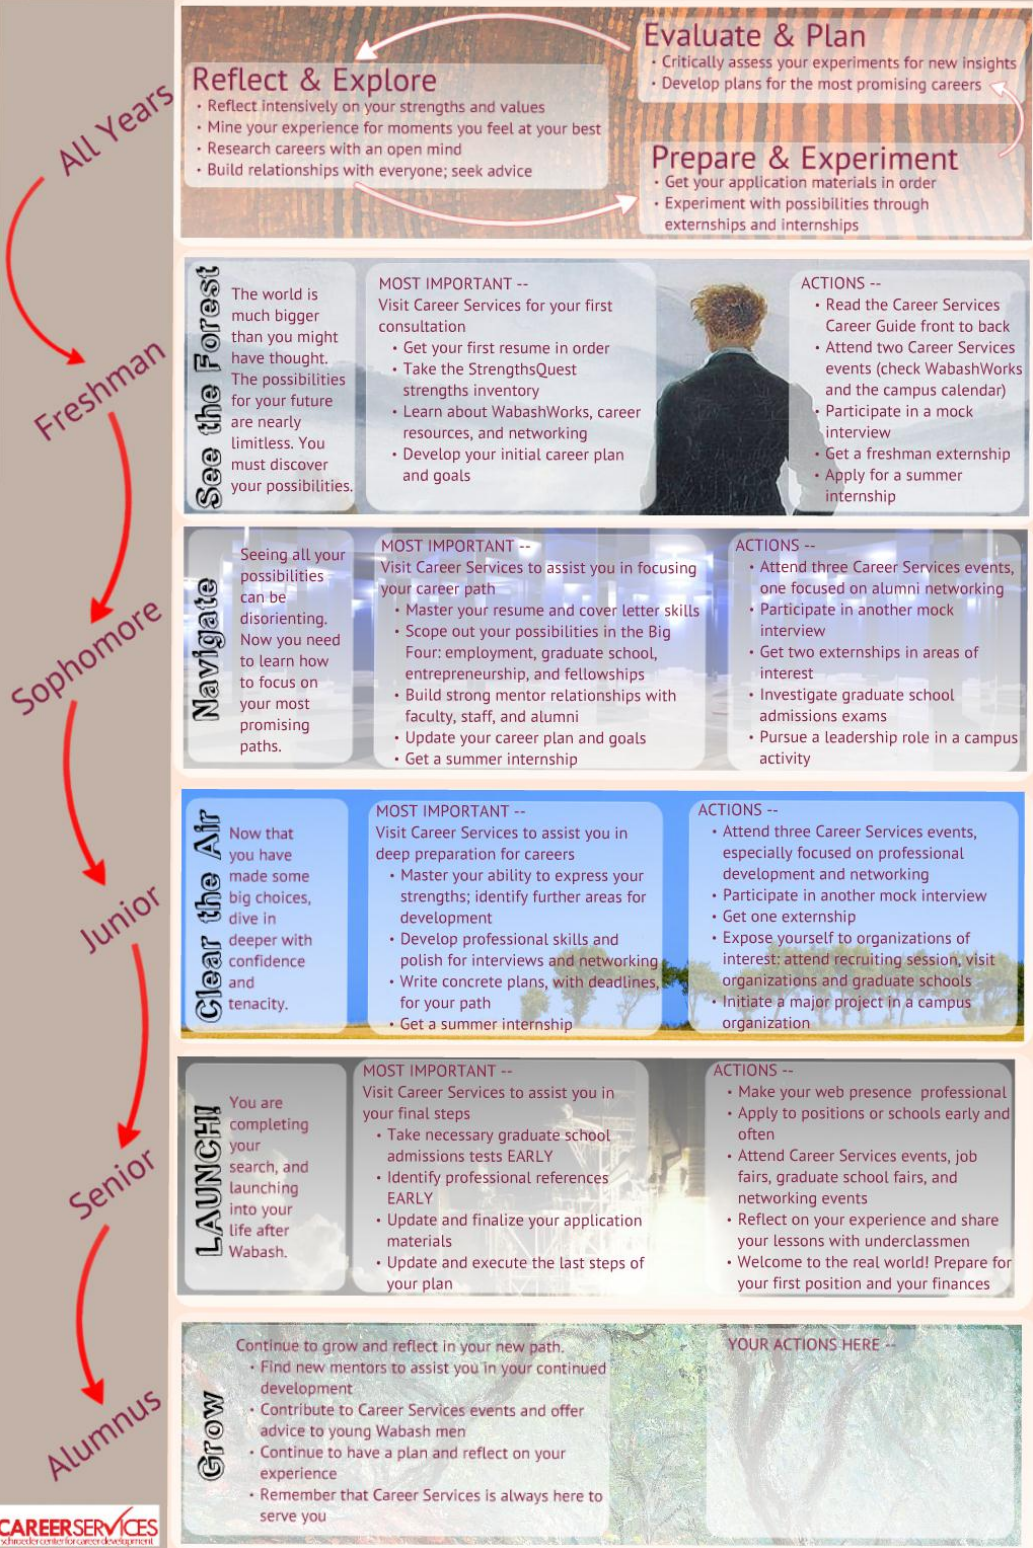 All Years
Reflect & Explore
• Reflect intensively on your strengths and values
• Mine your experience for moments you feel at your best
• Research careers with an open mind
• Build relationships with everyone; seek advice
Evaluate & Plan
• Critically assess your experiments for new insights
• Develop plans for the most promising careers
Prepare & Experiment
• Get your application materials in order
• Experiment with possibilities through
externships and internships
Freshman
See the Forest
The world is
much bigger
than you might
have thought.
The possibilities
for your future
are nearly
limitless. You
must discover
your possibilities.
MOST IMPORTANT --
Visit Career Services for your first
consultation
• Get your first resume in order
• Take the StrengthsQuest
strengths inventory
• Learn about WabashWorks, career
resources, and networking
• Develop your initial career plan
and goals
ACTIONS --
• Read the Career Services
Career Guide front to back
• Attend two Career Services
events (check WabashWorks
and the campus calendar)
• Participate in a mock
interview
• Get a freshman externship
• Apply for a summer
internship
Sophomore
Navigate
Seeing all your
possibilities
can be
disorienting.
Now you need
to learn how
to focus on
your most
promising
paths.
MOST IMPORTANT --
Visit Career Services to assist you in focusing
your career path
• Master your resume and cover letter skills
• Scope out your possibilities in the Big
Four: employment, graduate school,
entrepreneurship, and fellowships
• Build strong mentor relationships with
faculty, staff, and alumni
• Update your career plan and goals
• Get a summer internship
ACTIONS --
• Attend three Career Services events,
one focused on alumni networking
• Participate in another mock
interview
• Get two externships in areas of
interest
• Investigate graduate school
admissions exams
• Pursue a leadership role in a campus
activity
Junior
Clear the Air
Now that
you have
made some
big choices,
dive in
deeper with
confidence
and
tenacity.
MOST IMPORTANT --
Visit Career Services to assist you in
deep preparation for careers
• Master your ability to express your
strengths; identify further areas for
development
• Develop professional skills and
polish for interviews and networking
• Write concrete plans, with deadlines,
for your path
• Get a summer internship
ACTIONS --
• Attend three Career Services events,
especially focused on professional
development and networking
• Participate in another mock interview
• Get one externship
• Expose yourself to organizations of
interest: attend recruiting session, visit
organizations and graduate schools
• Initiate a major project in a campus
organization
Senior
LAUNCH!
You are
completing
your
search, and
launching
into your
life after
Wabash.
MOST IMPORTANT --
Visit Career Services to assist you in
your final steps
• Take necessary graduate school
admissions tests EARLY
• Identify professional references
EARLY
• Update and finalize your application
materials
• Update and execute the last steps of
your plan
ACTIONS --
• Make your web presence professional
• Apply to positions or schools early and
often
• Attend Career Services events, job
fairs, graduate school fairs, and
networking events
• Reflect on your experience and share
your lessons with underclassmen
• Welcome to the real world! Prepare for
your first position and your finances
Alumnus
Grow
Continue to grow and reflect in your new path.
• Find new mentors to assist you in your continued
development
• Contribute to Career Services events and offer
advice to young Wabash men
• Continue to have a plan and reflect on your
experience
• Remember that Career Services is always here to
serve you
YOUR ACTIONS HERE --
CAREERSERVICES
schroeder center for career development